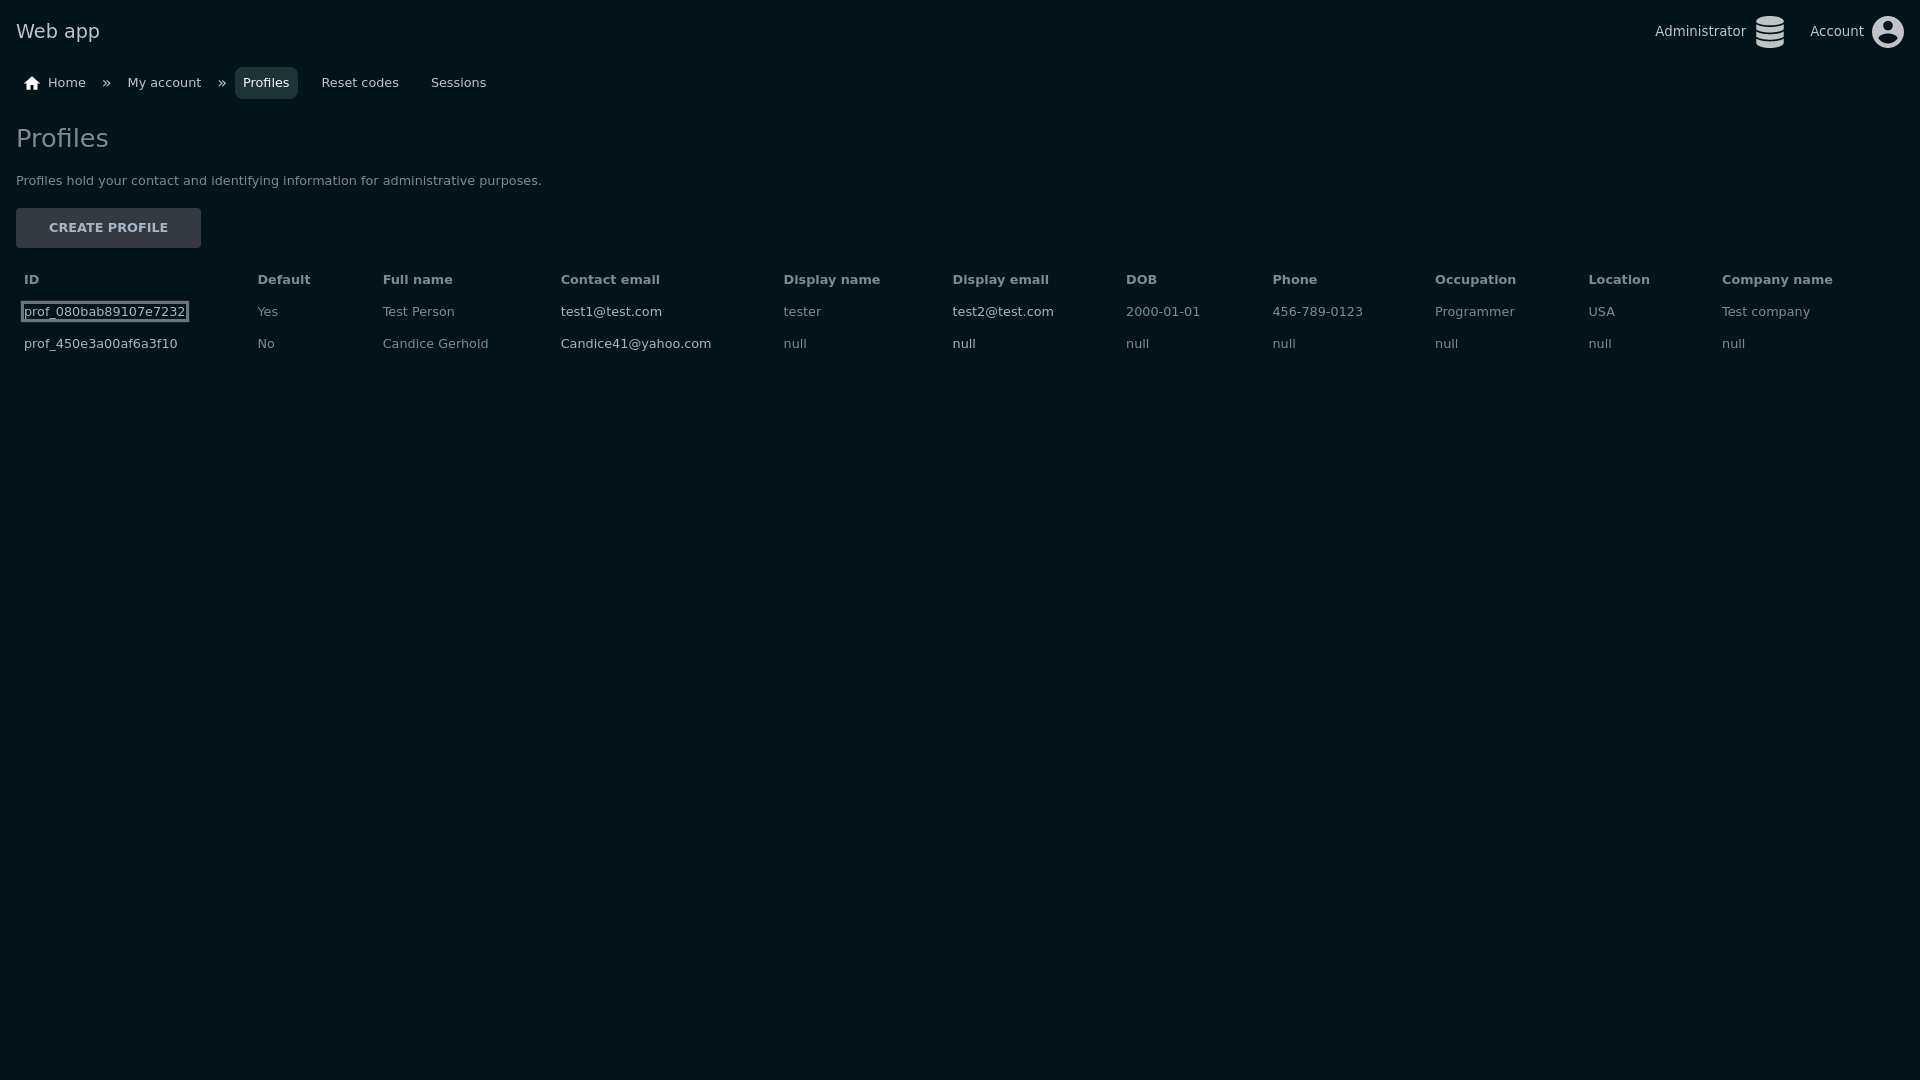 Web app
Administrator
Account
Home » My account » Profiles Reset codes Sessions
Profiles
Profiles hold your contact and identifying information for administrative purposes.
CREATE PROFILE
ID Default Full name Contact email Display name Display email DOB Phone Occupation Location Company name
prof_080bab89107e7232 Yes Test Person test1@test.com tester test2@test.com 2000-01-01 456-789-0123 Programmer USA Test company
prof_450e3a00af6a3f10 No Candice Gerhold Candice41@yahoo.com null null null null null null null